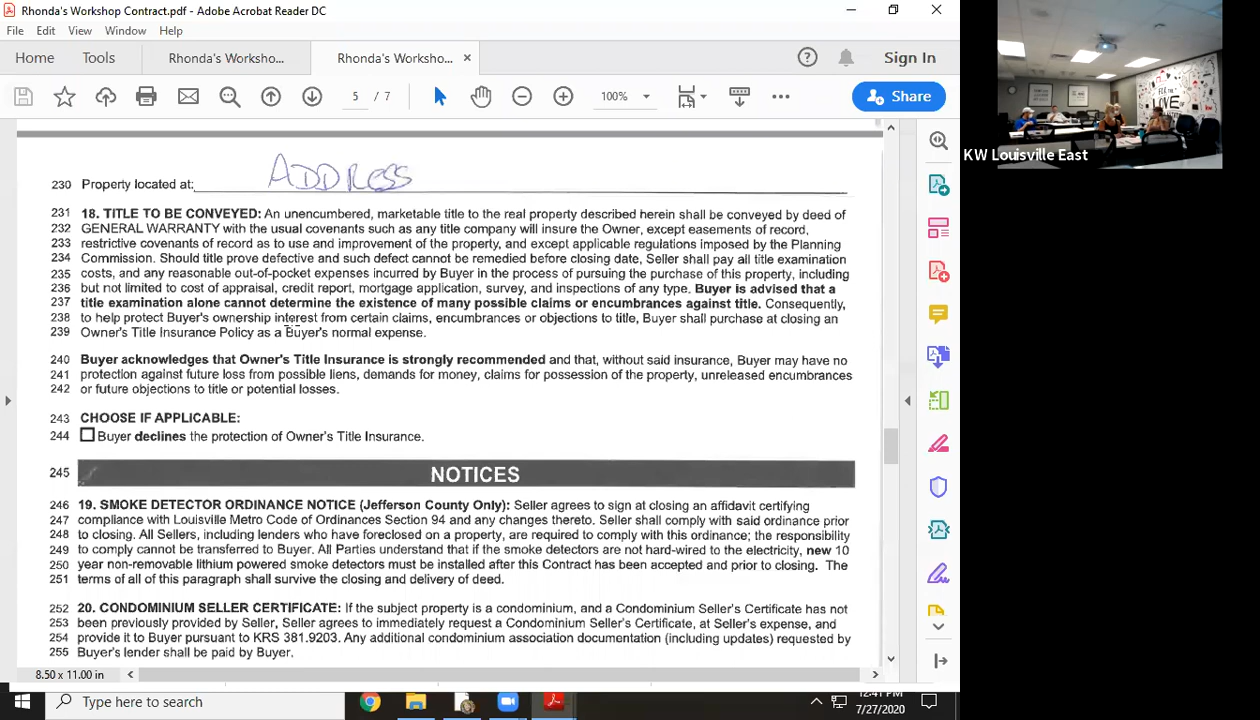 Rhonda's Workshop Contract.pdf - Adobe Acrobat Reader DC
File Edit View Window Help
Home Tools Rhonda's Worksho... Rhonda's Worksho... × Sign In
5 / 7 100% Share
KW Louisville East
230 Property located at: ADDRESS
231 18. TITLE TO BE CONVEYED: An unencumbered, marketable title to the real property described herein shall be conveyed by deed of
232 GENERAL WARRANTY with the usual covenants such as any title company will insure the Owner, except easements of record,
233 restrictive covenants of record as to use and improvement of the property, and except applicable regulations imposed by the Planning
234 Commission. Should title prove defective and such defect cannot be remedied before closing date, Seller shall pay all title examination
235 costs, and any reasonable out-of-pocket expenses incurred by Buyer in the process of pursuing the purchase of this property, including
236 but not limited to cost of appraisal, credit report, mortgage application, survey, and inspections of any type. Buyer is advised that a
237 title examination alone cannot determine the existence of many possible claims or encumbrances against title. Consequently,
238 to help protect Buyer's ownership interest from certain claims, encumbrances or objections to title, Buyer shall purchase at closing an
239 Owner's Title Insurance Policy as a Buyer's normal expense.
240 Buyer acknowledges that Owner's Title Insurance is strongly recommended and that, without said insurance, Buyer may have no
241 protection against future loss from possible liens, demands for money, claims for possession of the property, unreleased encumbrances
242 or future objections to title or potential losses.
243 CHOOSE IF APPLICABLE:
244 Buyer declines the protection of Owner's Title Insurance.
245 NOTICES
246 19. SMOKE DETECTOR ORDINANCE NOTICE (Jefferson County Only): Seller agrees to sign at closing an affidavit certifying
247 compliance with Louisville Metro Code of Ordinances Section 94 and any changes thereto. Seller shall comply with said ordinance prior
248 to closing. All Sellers, including lenders who have foreclosed on a property, are required to comply with this ordinance; the responsibility
249 to comply cannot be transferred to Buyer. All Parties understand that if the smoke detectors are not hard-wired to the electricity, new 10
250 year non-removable lithium powered smoke detectors must be installed after this Contract has been accepted and prior to closing. The
251 terms of all of this paragraph shall survive the closing and delivery of deed.
252 20. CONDOMINIUM SELLER CERTIFICATE: If the subject property is a condominium, and a Condominium Seller's Certificate has not
253 been previously provided by Seller, Seller agrees to immediately request a Condominium Seller's Certificate, at Seller's expense, and
254 provide it to Buyer pursuant to KRS 381.9203. Any additional condominium association documentation (including updates) requested by
255 Buyer's lender shall be paid by Buyer.
8.50 x 11.00 in
Type here to search
12:41 PM
7/27/2020